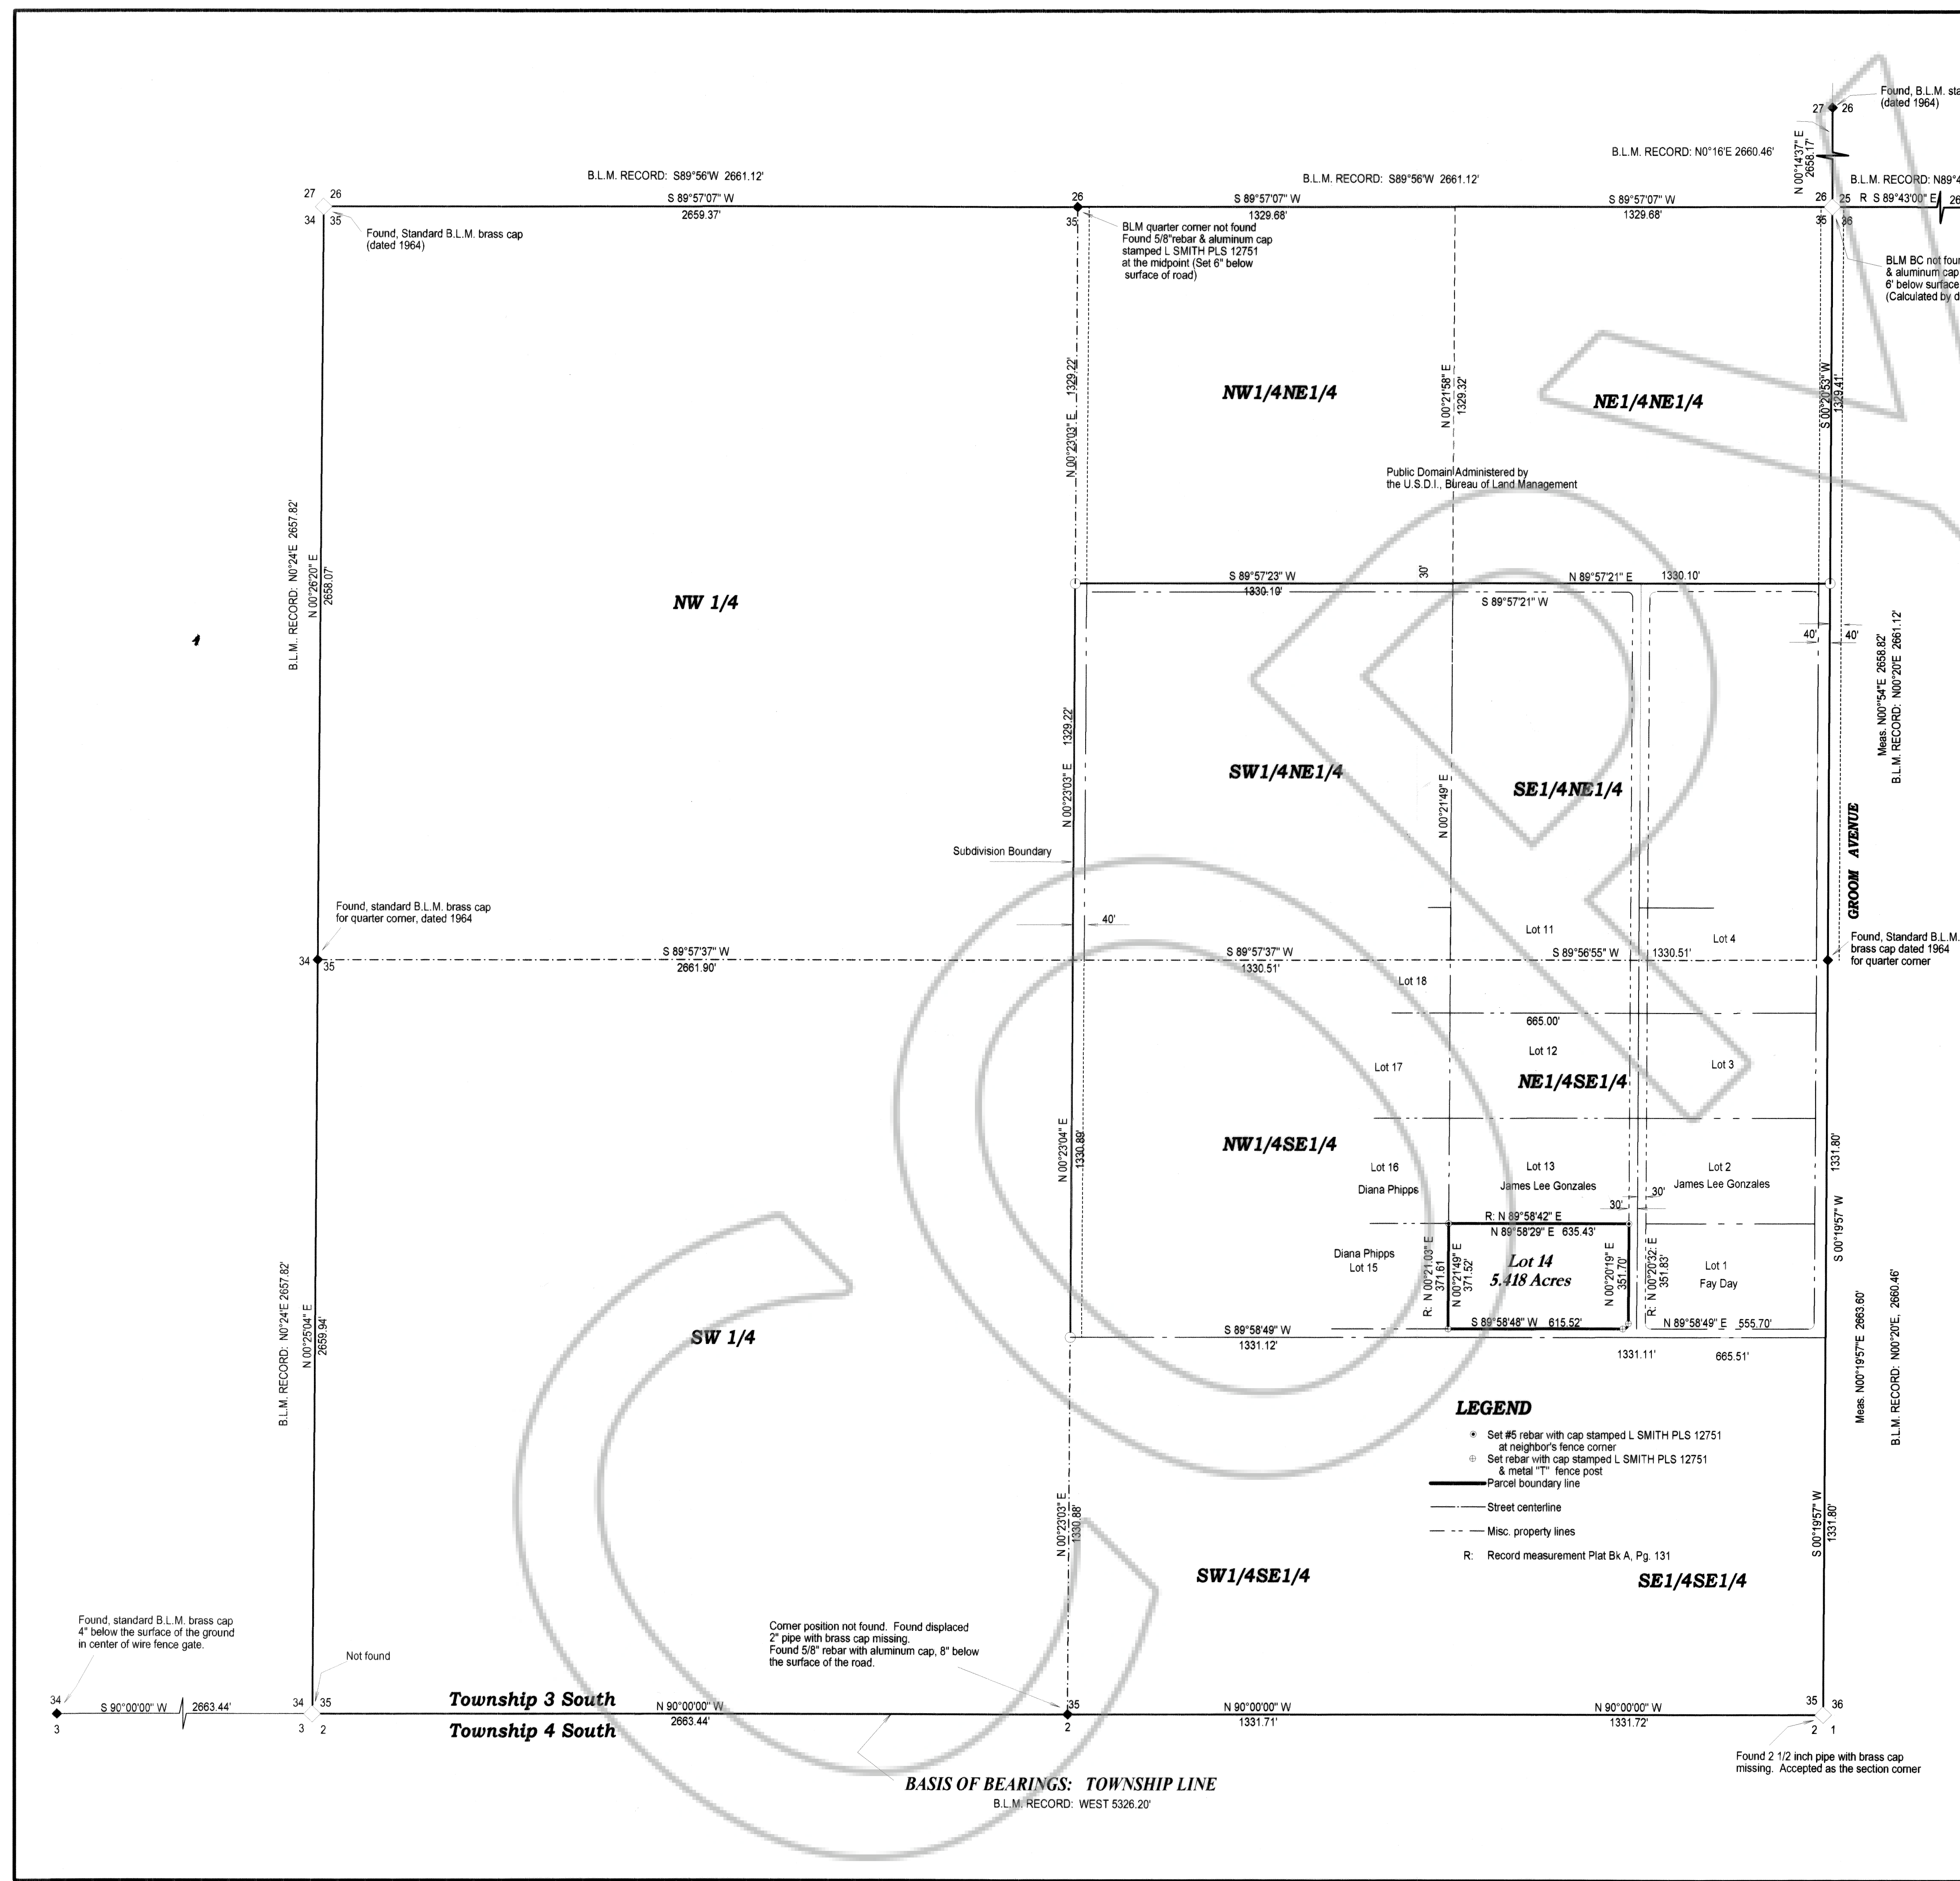 Found, B.L.M. sta
(dated 1964)
27 26
B.L.M. RECORD: N0°16'E 2660.46'
N 00°14'37" E
2658.17'
B.L.M. RECORD: S89°56'W 2661.12'
B.L.M. RECORD: S89°56'W 2661.12'
B.L.M. RECORD: N89°4
27 26
S 89°57'07" W
26
S 89°57'07" W
S 89°57'07" W
26 25 R S 89°43'00" E 26
34 35
2659.37'
35
1329.68'
1329.68'
35 36
Found, Standard B.L.M. brass cap
(dated 1964)
BLM quarter corner not found
Found 5/8"rebar & aluminum cap
stamped L SMITH PLS 12751
at the midpoint (Set 6" below
surface of road)
BLM BC not four
& aluminum cap
6' below surface
(Calculated by d
N 00°23'03" E 1329.22'
NW1/4NE1/4
N 00°21'58" E
1329.32'
NE1/4NE1/4
S 00°20'53" W
1329.41'
Public Domain Administered by
the U.S.D.I., Bureau of Land Management
B.L.M.. RECORD: N0°24'E 2657.82'
N 00°26'20" E
2658.07'
NW 1/4
S 89°57'23" W
1330.19'
30'
N 89°57'21" E 1330.10'
S 89°57'21" W
40' 40'
Meas. N00°'54"E 2658.82'
B.L.M. RECORD: N00°20'E 2661.12'
N 00°23'03" E 1329.22'
SW1/4NE1/4
N 00°21'49" E
SE1/4NE1/4
GROOM AVENUE
Subdivision Boundary
40'
Found, standard B.L.M. brass cap
for quarter corner, dated 1964
Lot 11
Lot 4
Found, Standard B.L.M.
brass cap dated 1964
for quarter corner
34 35
S 89°57'37" W
2661.90'
S 89°57'37" W
1330.51'
S 89°56'55" W 1330.51'
Lot 18
665.00'
Lot 12
Lot 17
Lot 3
NE1/4SE1/4
N 00°23'04" E
1330.89'
NW1/4SE1/4
1331.80'
S 00°19'57" W
Lot 16
Diana Phipps
Lot 13
James Lee Gonzales
Lot 2
James Lee Gonzales
30'
30'
R: N 89°58'42" E
N 89°58'29" E 635.43'
Diana Phipps
Lot 15
R: N 00°21.03" E
371.61
N 00°21'49" E
371.52'
Lot 14
5.418 Acres
N 00°20'19" E
351.70'
R: N 00°20'32: E
351.83'
Lot 1
Fay Day
S 89°58'48" W 615.52'
N 89°58'49" E 555.70'
S 89°58'49" W
1331.12'
1331.11'
665.51'
B.L.M. RECORD: N0°24'E 2657.82'
N 00°25'04" E
2659.94'
SW 1/4
Meas. N00°19'57"E 2663.60'
B.L.M. RECORD: N00°20'E, 2660.46'
LEGEND
Set #5 rebar with cap stamped L SMITH PLS 12751
at neighbor's fence corner
Set rebar with cap stamped L SMITH PLS 12751
& metal "T" fence post
Parcel boundary line
Street centerline
Misc. property lines
R: Record measurement Plat Bk A, Pg. 131
N 00°23'03" E
1330.88'
S 00°19'57" W
1331.80'
SW1/4SE1/4
SE1/4SE1/4
Found, standard B.L.M. brass cap
4" below the surface of the ground
in center of wire fence gate.
Not found
Corner position not found. Found displaced
2" pipe with brass cap missing.
Found 5/8" rebar with aluminum cap, 8" below
the surface of the road.
34
3
S 90°00'00" W 2663.44'
34 35
3 2
Township 3 South
Township 4 South
N 90°00'00" W
2663.44'
35
2
N 90°00'00" W
1331.71'
N 90°00'00" W
1331.72'
35 36
2 1
Found 2 1/2 inch pipe with brass cap
missing. Accepted as the section corner
BASIS OF BEARINGS: TOWNSHIP LINE
B.L.M. RECORD: WEST 5326.20'
COPY